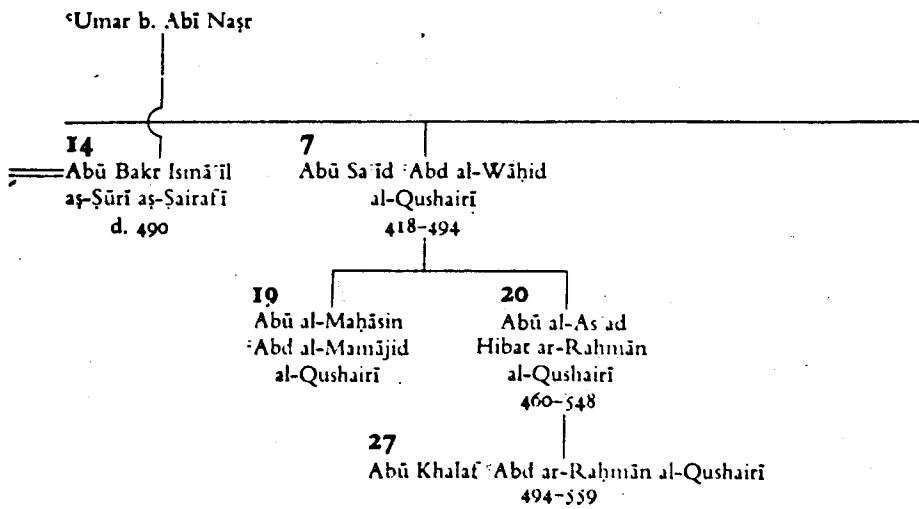 ʿUmar b. Abī Naṣr
14
Abū Bakr Ismāʿīl
aṣ-Ṣūrī aṣ-Ṣairafī
d. 490
7
Abū Saʿīd ʿAbd al-Wāḥid
al-Qushairī
418–494
19
Abū al-Maḥāsin
ʿAbd al-Mamājid
al-Qushairī
20
Abū al-Asʿad
Hibat ar-Raḥmān
al-Qushairī
460–548
27
Abū Khalaf ʿAbd ar-Raḥmān al-Qushairī
494–559